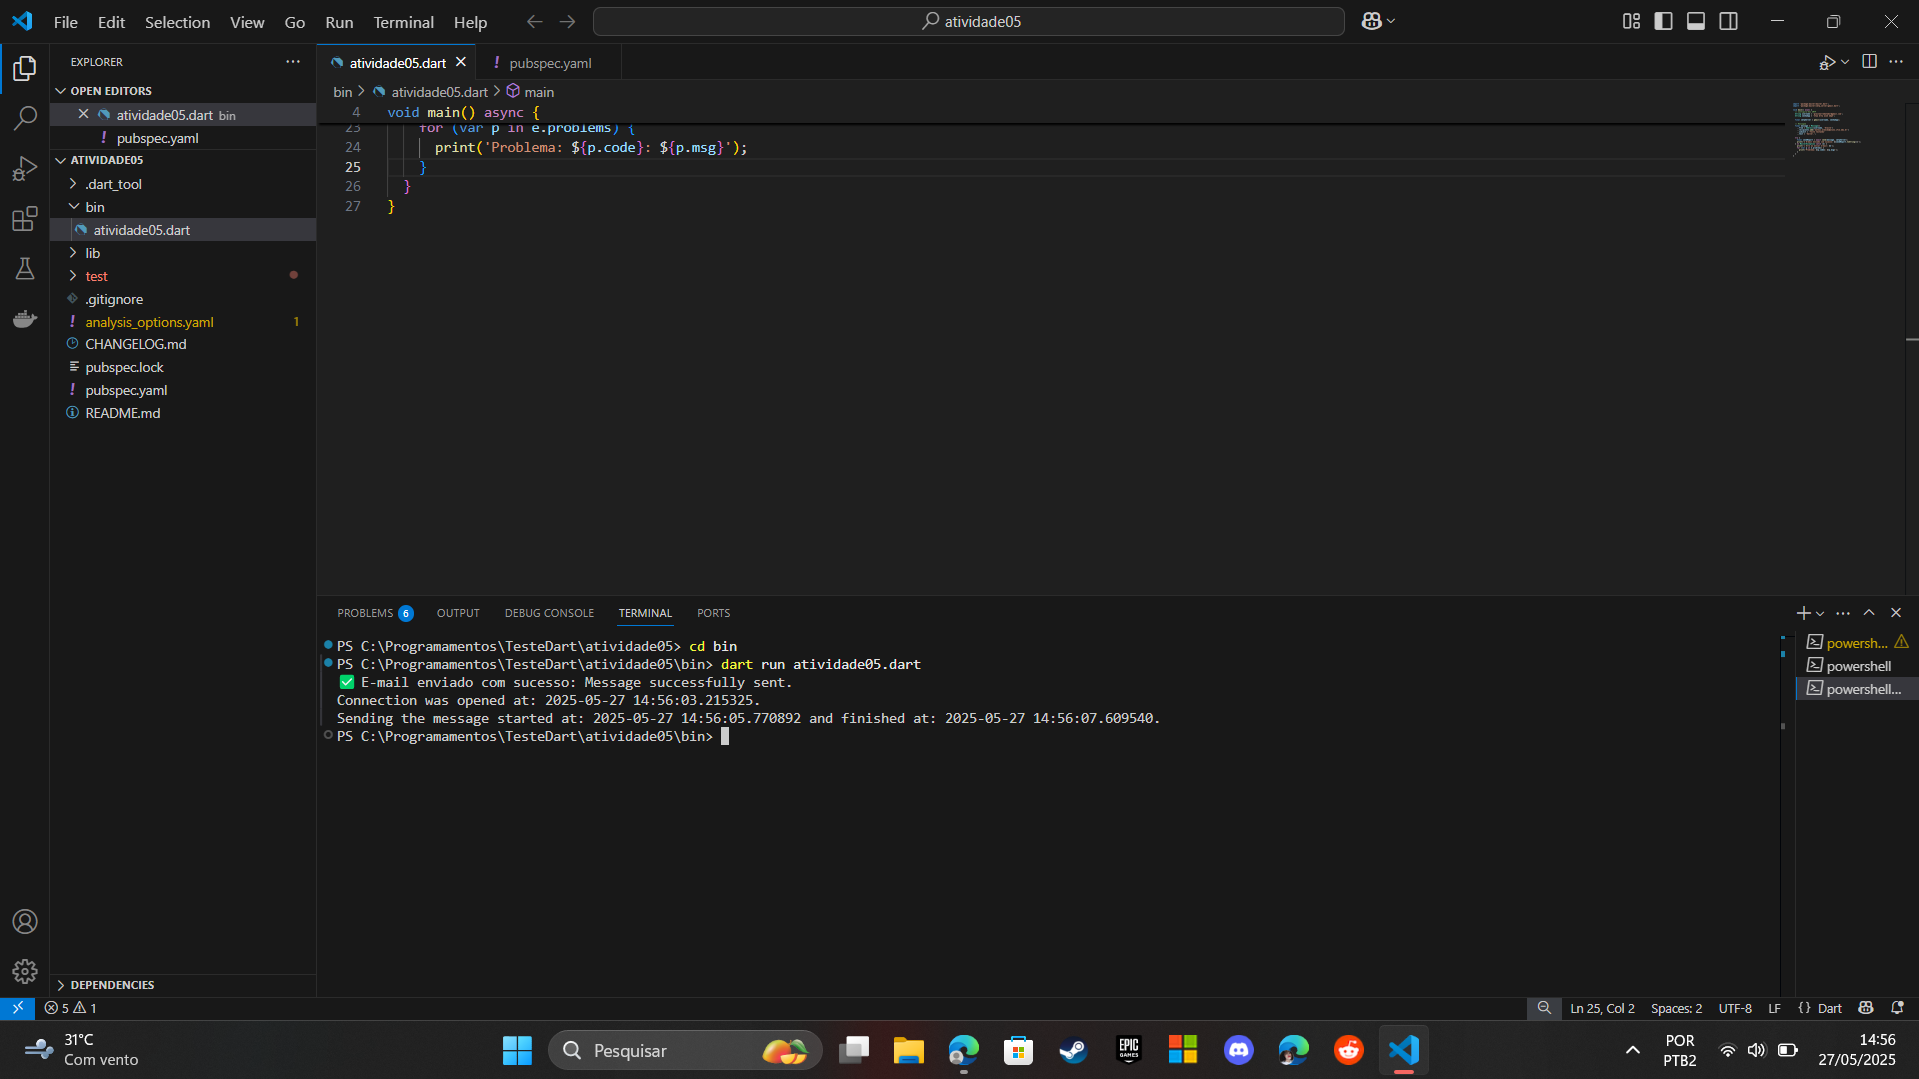 File Edit Selection View Go Run Terminal Help
atividade05
EXPLORER
OPEN EDITORS
atividade05.dart bin
pubspec.yaml
ATIVIDADE05
.dart_tool
bin
atividade05.dart
lib
test
.gitignore
analysis_options.yaml 1
CHANGELOG.md
pubspec.lock
pubspec.yaml
README.md
DEPENDENCIES
atividade05.dart
pubspec.yaml
bin > atividade05.dart > main
4 void main() async {
23 for (var p in e.problems) {
24 print('Problema: ${p.code}: ${p.msg}');
25 }
26 }
27 }
PROBLEMS 6 OUTPUT DEBUG CONSOLE TERMINAL PORTS
PS C:\Programamentos\TesteDart\atividade05> cd bin
PS C:\Programamentos\TesteDart\atividade05\bin> dart run atividade05.dart
✅ E-mail enviado com sucesso: Message successfully sent.
Connection was opened at: 2025-05-27 14:56:03.215325.
Sending the message started at: 2025-05-27 14:56:05.770892 and finished at: 2025-05-27 14:56:07.609540.
PS C:\Programamentos\TesteDart\atividade05\bin>
powersh...
powershell
powershell...
5 1
Ln 25, Col 2 Spaces: 2 UTF-8 LF {} Dart
31°C
Com vento
Pesquisar
EPIC
GAMES
POR
PTB2
14:56
27/05/2025